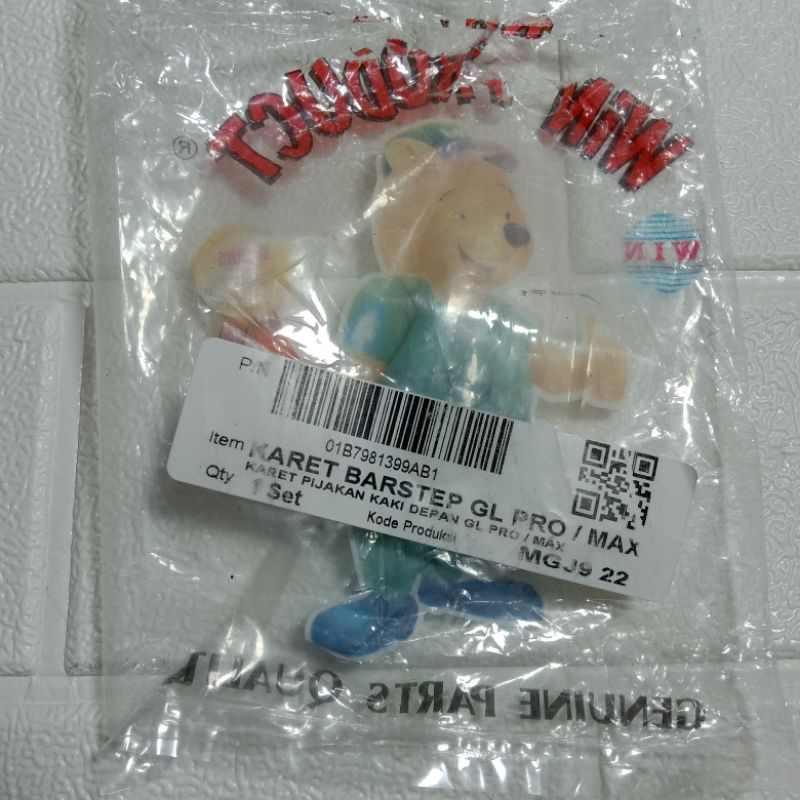 WiN Product
®
WIN
P/N
01B7981399AB1
Item KARET BARSTEP GL PRO / MAX
KARET PIJAKAN KAKI DEPAN GL PRO / MAX
Qty 1 Set
Kode Produksi MGJ9 22
GENUINE PARTS QUALITY